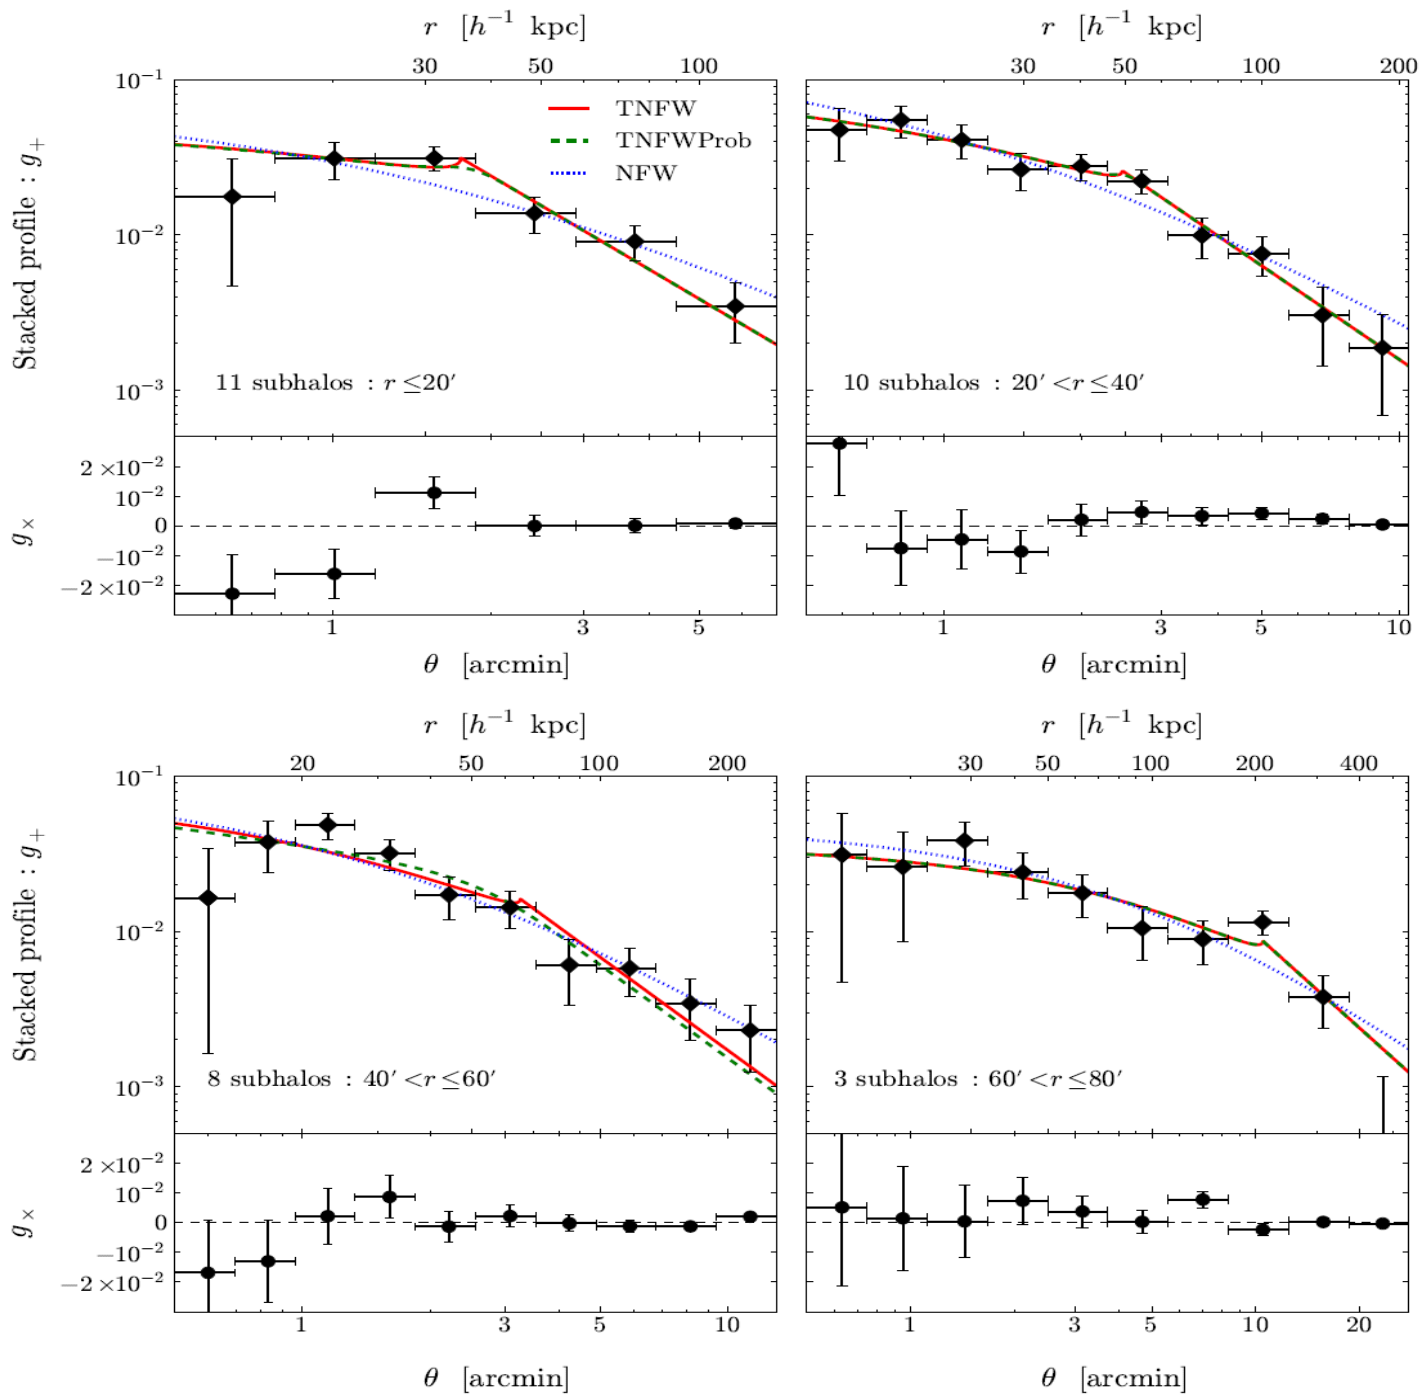 r [h⁻¹ kpc] r [h⁻¹ kpc]
30 50 100 30 50 100 200
10⁻¹
TNFW
TNFWProb
NFW
10⁻²
10⁻³
Stacked profile : g₊
11 subhalos : r ≤20′ 10 subhalos : 20′ <r ≤40′
2 ×10⁻²
10⁻²
0
−10⁻²
−2 ×10⁻²
g×
1 3 5 1 3 5 10
θ [arcmin] θ [arcmin]
r [h⁻¹ kpc] r [h⁻¹ kpc]
20 50 100 200 30 50 100 200 400
10⁻¹
10⁻²
10⁻³
Stacked profile : g₊
8 subhalos : 40′ <r ≤60′ 3 subhalos : 60′ <r ≤80′
2 ×10⁻²
10⁻²
0
−10⁻²
−2 ×10⁻²
g×
1 3 5 10 1 3 5 10 20
θ [arcmin] θ [arcmin]